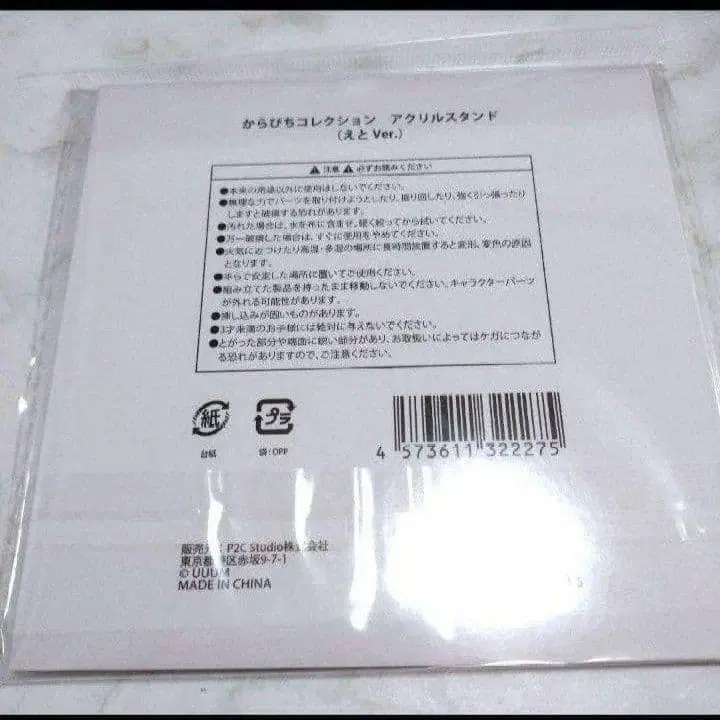 からぴちコレクション　アクリルスタンド
（えと Ver.）
⚠ 注意 ⚠ 必ずお読みください
●本来の用途以外に使用はしないでください。
●無理な力でパーツを取り付けようとしたり、振り回したり、強く引っ張ったり
しますと破損する恐れがあります。
●汚れた場合は、水を布に含ませ、硬く絞ってから拭いてください。
●万一破損した場合は、すぐに使用をやめてください。
●火気に近づけたり高温・多湿の場所に長時間放置すると変形、変色の原因
となります。
●平らで安定した場所に置いてご使用ください。
●組み立てた製品を持ったまま移動しないでください。キャラクターパーツ
が外れる可能性があります。
●挿し込みが固いものがあります。
●3才未満のお子様には絶対に与えないでください。
●とがった部分や端面に鋭い部分があり、お取扱いによってはケガにつなが
る恐れがありますので、ご注意ください。
紙 プラ
台紙 袋：OPP
4 573611 322275
販売元：P2C Studio株式会社
東京都港区赤坂9-7-1
© UUUM
MADE IN CHINA